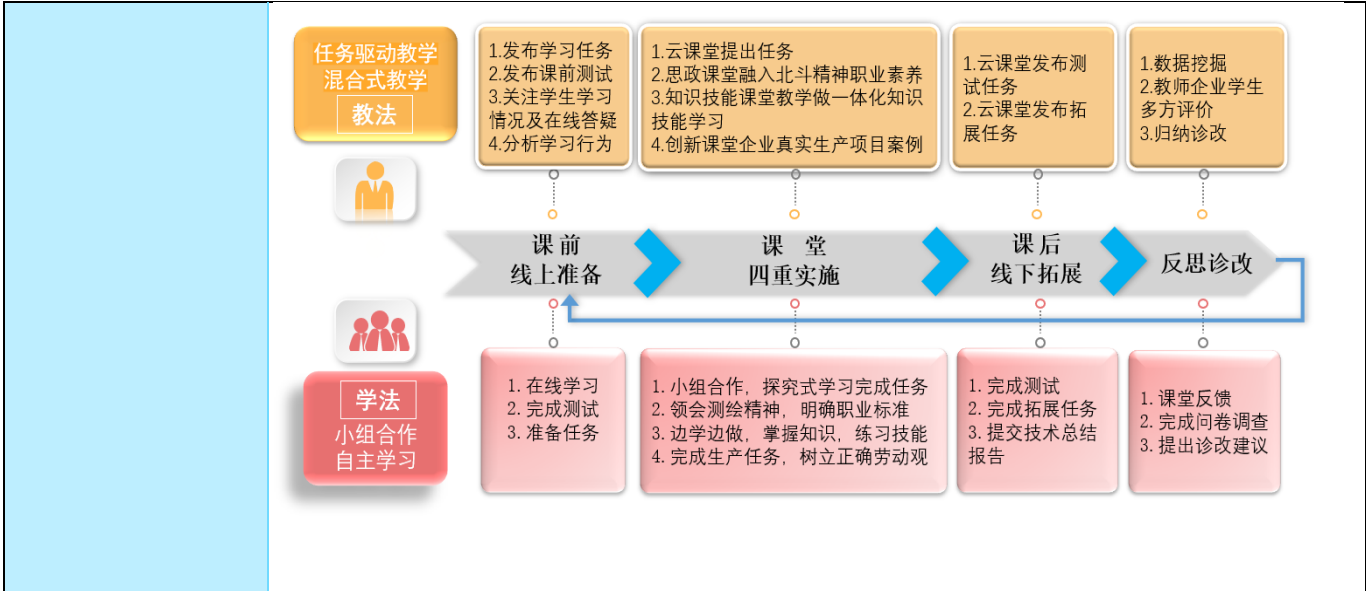 任务驱动教学
混合式教学
教法
1.发布学习任务
2.发布课前测试
3.关注学生学习
情况及在线答疑
4.分析学习行为
1.云课堂提出任务
2.思政课堂融入北斗精神职业素养
3.知识技能课堂教学做一体化知识
技能学习
4.创新课堂企业真实生产项目案例
1.云课堂发布测
试任务
2.云课堂发布拓
展任务
1.数据挖掘
2.教师企业学生
多方评价
3.归纳诊改
课前
线上准备
课 堂
四重实施
课后
线下拓展
反思诊改
学法
小组合作
自主学习
1. 在线学习
2. 完成测试
3. 准备任务
1. 小组合作，探究式学习完成任务
2. 领会测绘精神，明确职业标准
3. 边学边做，掌握知识，练习技能
4. 完成生产任务，树立正确劳动观
1. 完成测试
2. 完成拓展任务
3. 提交技术总结
报告
1. 课堂反馈
2. 完成问卷调查
3. 提出诊改建议